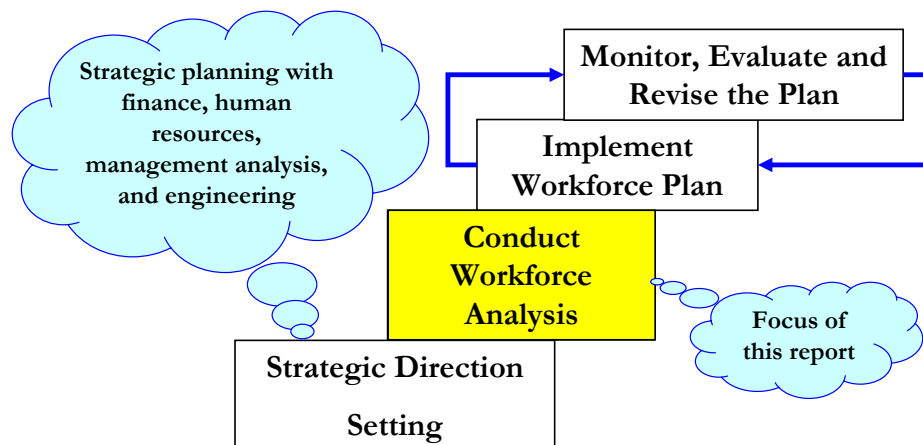 Strategic planning with
finance, human
resources,
management analysis,
and engineering
Monitor, Evaluate and
Revise the Plan
Implement
Workforce Plan
Conduct
Workforce
Analysis
Focus of
this report
Strategic Direction
Setting